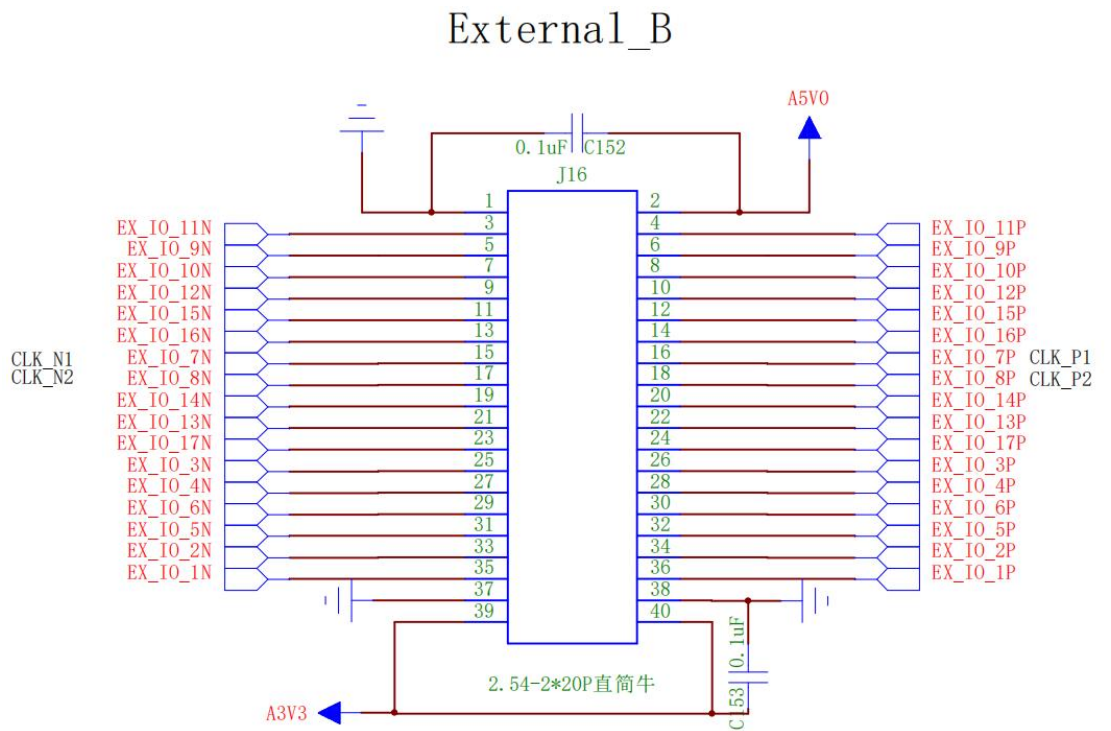 External_B
A5V0
0.1uF C152
J16
1 2
EX_IO_11N 3 4 EX_IO_11P
EX_IO_9N 5 6 EX_IO_9P
EX_IO_10N 7 8 EX_IO_10P
EX_IO_12N 9 10 EX_IO_12P
EX_IO_15N 11 12 EX_IO_15P
EX_IO_16N 13 14 EX_IO_16P
CLK_N1 EX_IO_7N 15 16 EX_IO_7P CLK_P1
CLK_N2 EX_IO_8N 17 18 EX_IO_8P CLK_P2
EX_IO_14N 19 20 EX_IO_14P
EX_IO_13N 21 22 EX_IO_13P
EX_IO_17N 23 24 EX_IO_17P
EX_IO_3N 25 26 EX_IO_3P
EX_IO_4N 27 28 EX_IO_4P
EX_IO_6N 29 30 EX_IO_6P
EX_IO_5N 31 32 EX_IO_5P
EX_IO_2N 33 34 EX_IO_2P
EX_IO_1N 35 36 EX_IO_1P
37 38
39 40
C153 0.1uF
2.54-2*20P直简牛
A3V3